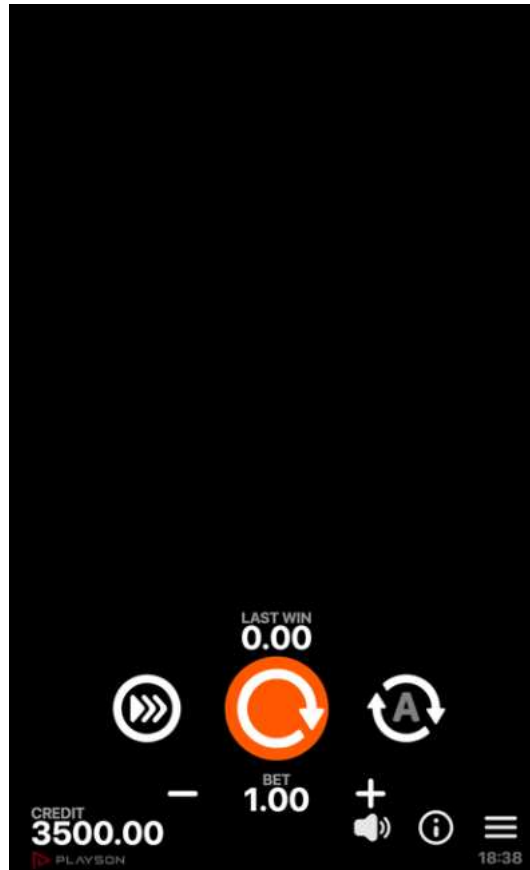 LAST WIN
0.00
A
BET
1.00
CREDIT
3500.00
PLAYSON
18:38